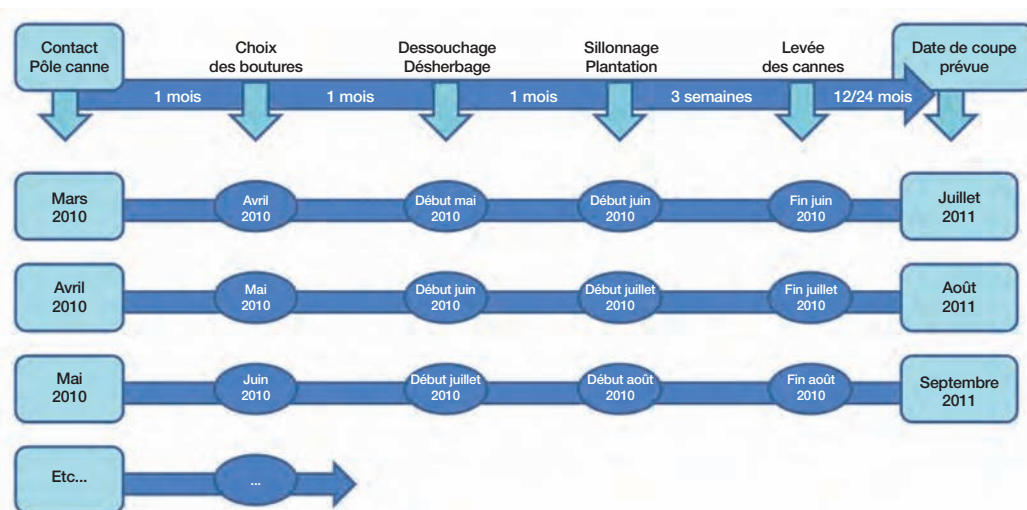 Contact
Pôle canne
Choix
des boutures
Dessouchage
Désherbage
Sillonnage
Plantation
Levée
des cannes
Date de coupe
prévue
1 mois
1 mois
1 mois
3 semaines
12/24 mois
Mars
2010
Avril
2010
Début mai
2010
Début juin
2010
Fin juin
2010
Juillet
2011
Avril
2010
Mai
2010
Début juin
2010
Début juillet
2010
Fin juillet
2010
Août
2011
Mai
2010
Juin
2010
Début juillet
2010
Début août
2010
Fin août
2010
Septembre
2011
Etc...
...